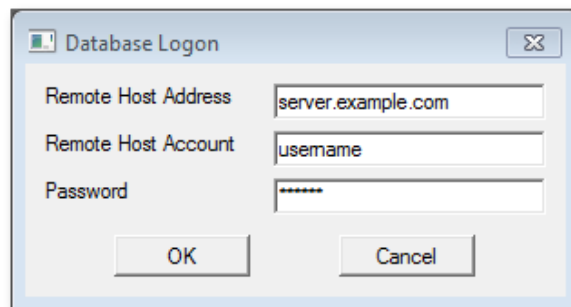 Database Logon
Remote Host Address server.example.com
Remote Host Account username
Password ******
OK Cancel